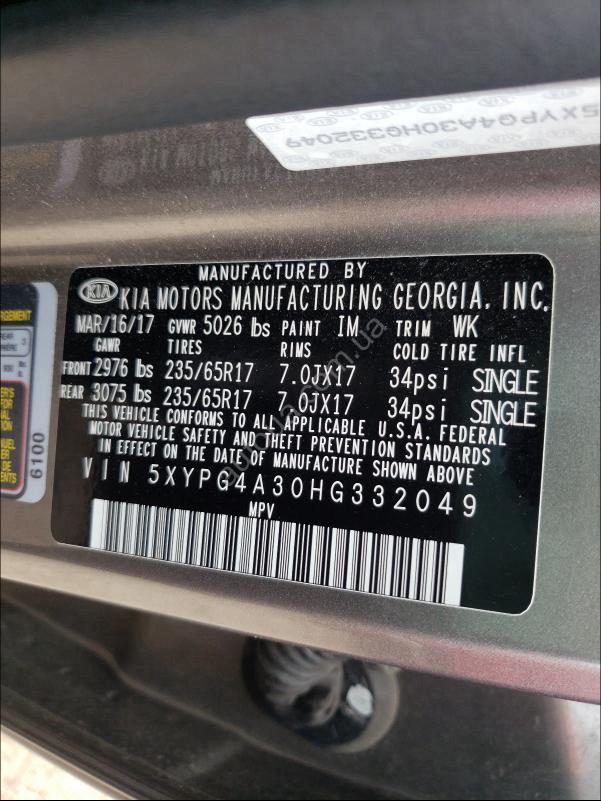 5XYPG4A30HG332049
MANUFACTURED BY
KIA KIA MOTORS MANUFACTURING GEORGIA, INC.
MAR/16/17 GVWR 5026 lbs PAINT IM TRIM WK
GAWR TIRES RIMS COLD TIRE INFL
FRONT 2976 lbs 235/65R17 7.0JX17 34psi SINGLE
REAR 3075 lbs 235/65R17 7.0JX17 34psi SINGLE
THIS VEHICLE CONFORMS TO ALL APPLICABLE U.S.A. FEDERAL
MOTOR VEHICLE SAFETY AND THEFT PREVENTION STANDARDS
IN EFFECT ON THE DATE OF MANUFACTURE SHOWN ABOVE
VIN 5XYPG4A30HG332049
MPV
6100